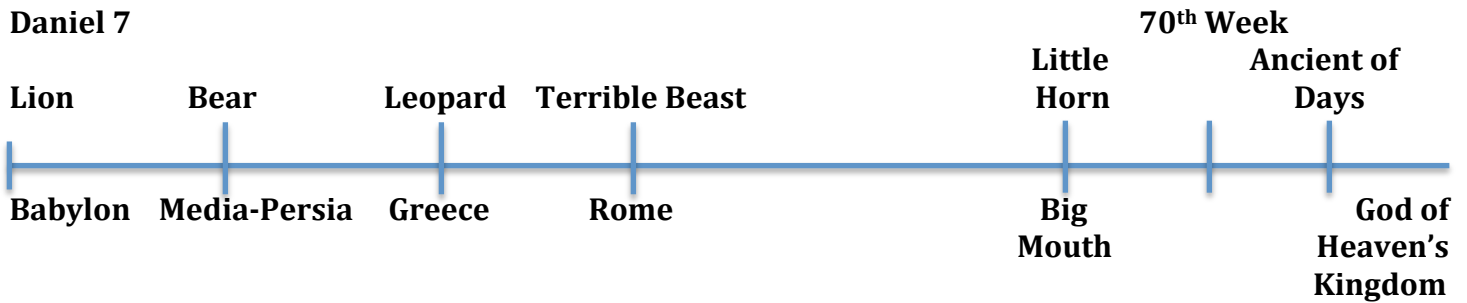 Daniel 7
70th Week
Lion
Bear
Leopard
Terrible Beast
Little
Horn
Ancient of
Days
Babylon
Media-Persia
Greece
Rome
Big
Mouth
God of
Heaven's
Kingdom